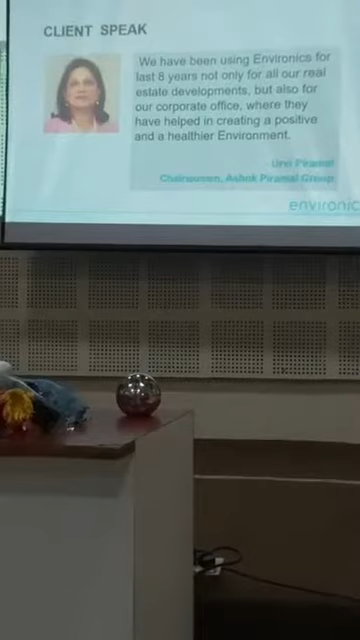 CLIENT SPEAK
We have been using Environics for
last 8 years not only for all our real
estate developments, but also for
our corporate office, where they
have helped in creating a positive
and a healthier Environment.
Urvi Piramal
Chairwoman, Ashok Piramal Group
environic